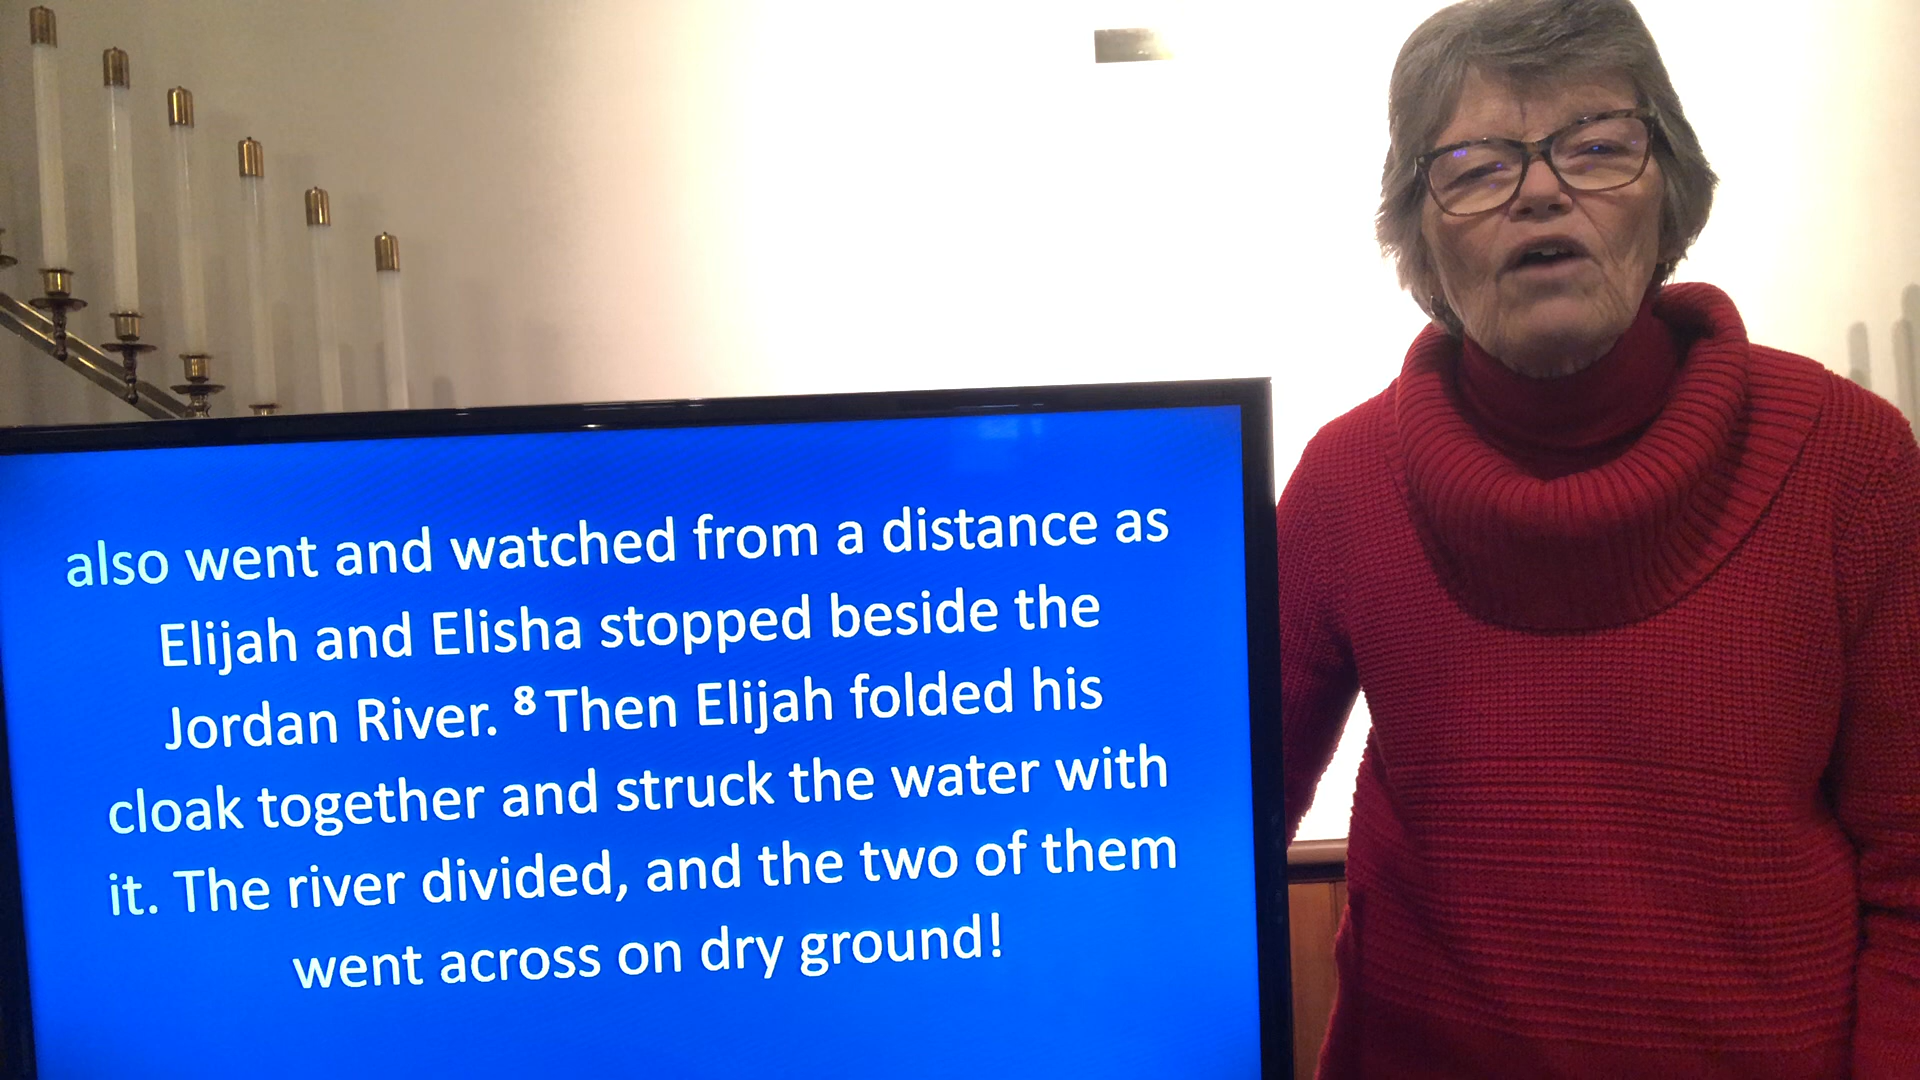 also went and watched from a distance as
Elijah and Elisha stopped beside the
Jordan River. ⁸ Then Elijah folded his
cloak together and struck the water with
it. The river divided, and the two of them
went across on dry ground!